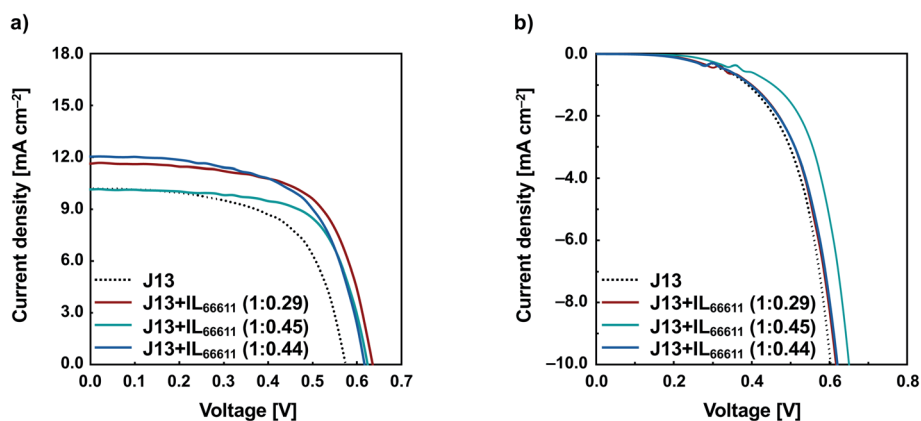 a)
18.0
15.0
12.0
9.0
6.0
3.0
0.0
Current density [mA cm⁻²]
J13
J13+IL₆₆₆₁₁ (1:0.29)
J13+IL₆₆₆₁₁ (1:0.45)
J13+IL₆₆₆₁₁ (1:0.44)
0.0 0.1 0.2 0.3 0.4 0.5 0.6 0.7
Voltage [V]
b)
0.0
−2.0
−4.0
−6.0
−8.0
−10.0
Current density [mA cm⁻²]
J13
J13+IL₆₆₆₁₁ (1:0.29)
J13+IL₆₆₆₁₁ (1:0.45)
J13+IL₆₆₆₁₁ (1:0.44)
0.0 0.2 0.4 0.6 0.8
Voltage [V]